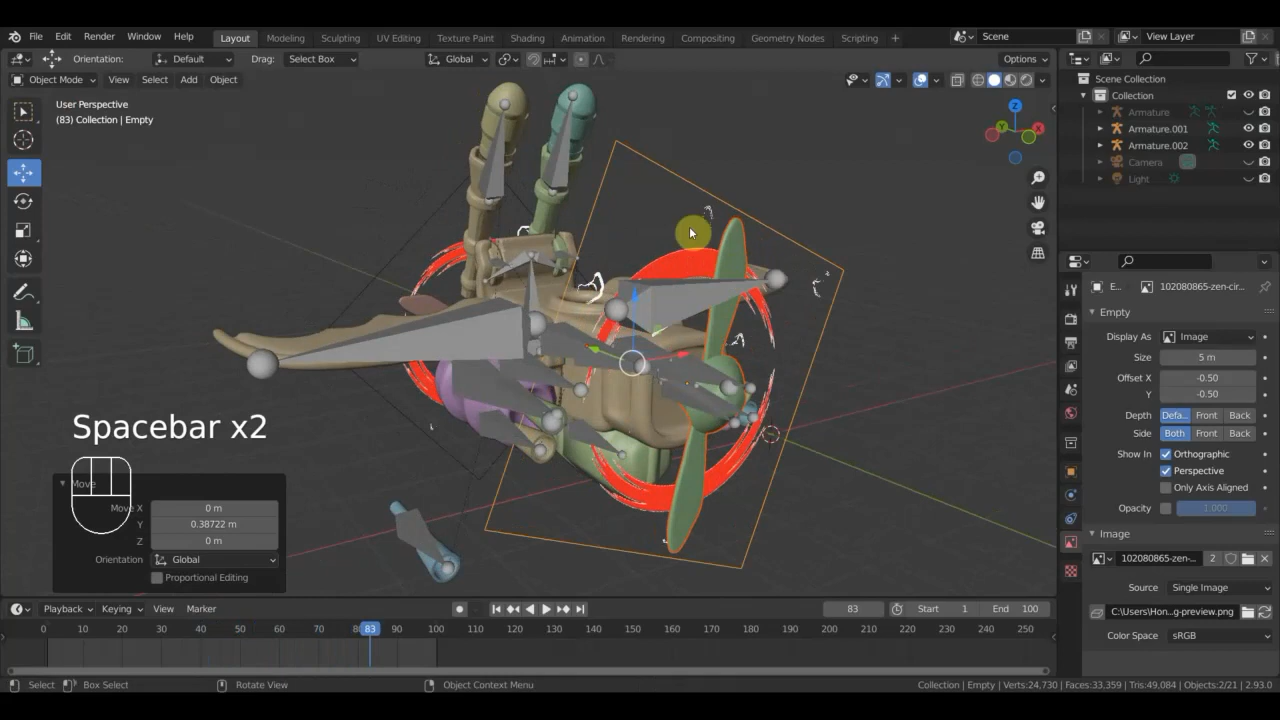 File Edit Render Window Help Layout Modeling Sculpting UV Editing Texture Paint Shading Animation Rendering Compositing Geometry Nodes Scripting + Scene View Layer
Orientation: Default Drag: Select Box Global Options
Object Mode View Select Add Object
User Perspective
(83) Collection | Empty
Z
Y
X
Scene Collection
Collection
Armature
Armature.001
Armature.002
Camera
Light
E... 102080865-zen-cir...
Empty
Display As Image
Size 5 m
Offset X -0.50
Y -0.50
Depth Defa.. Front Back
Side Both Front Back
Show In Orthographic
Perspective
Only Axis Aligned
Opacity 1.000
Image
102080865-zen-... 2
Source Single Image
C:\Users\Hon...g-preview.png
Color Space sRGB
Spacebar x2
Move
Move X 0 m
Y 0.38722 m
Z 0 m
Orientation Global
Proportional Editing
Playback Keying View Marker 83 Start 1 End 100
0 10 20 30 40 50 60 70 83 90 100 110 120 130 140 150 160 170 180 190 200 210 220 230 240 250
Select Box Select Rotate View Object Context Menu Collection | Empty | Verts:24,730 | Faces:33,359 | Tris:49,084 | Objects:2/21 | 2.93.0